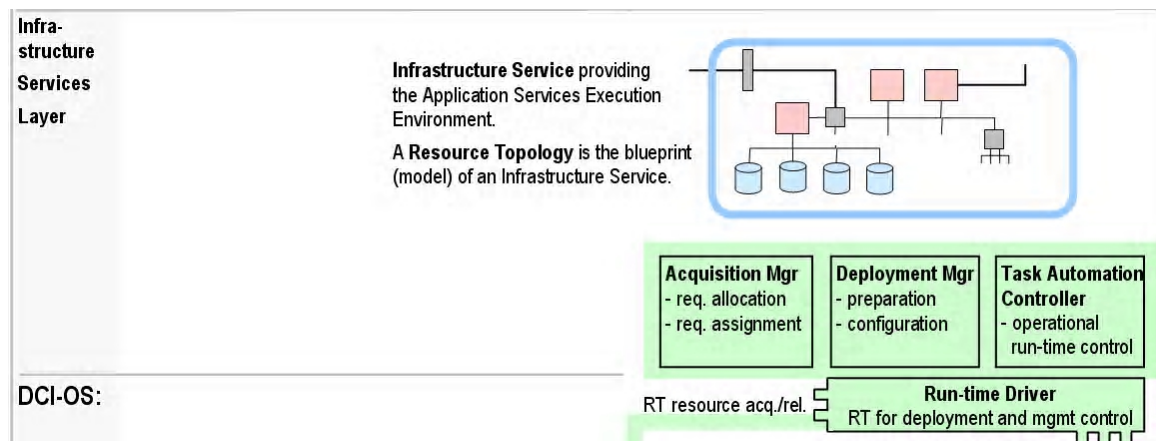 Infra-
structure
Services
Layer
Infrastructure Service providing
the Application Services Execution
Environment.
A Resource Topology is the blueprint
(model) of an Infrastructure Service.
Acquisition Mgr
- req. allocation
- req. assignment
Deployment Mgr
- preparation
- configuration
Task Automation
Controller
- operational
run-time control
DCI-OS:
RT resource acq./rel.
Run-time Driver
RT for deployment and mgmt control